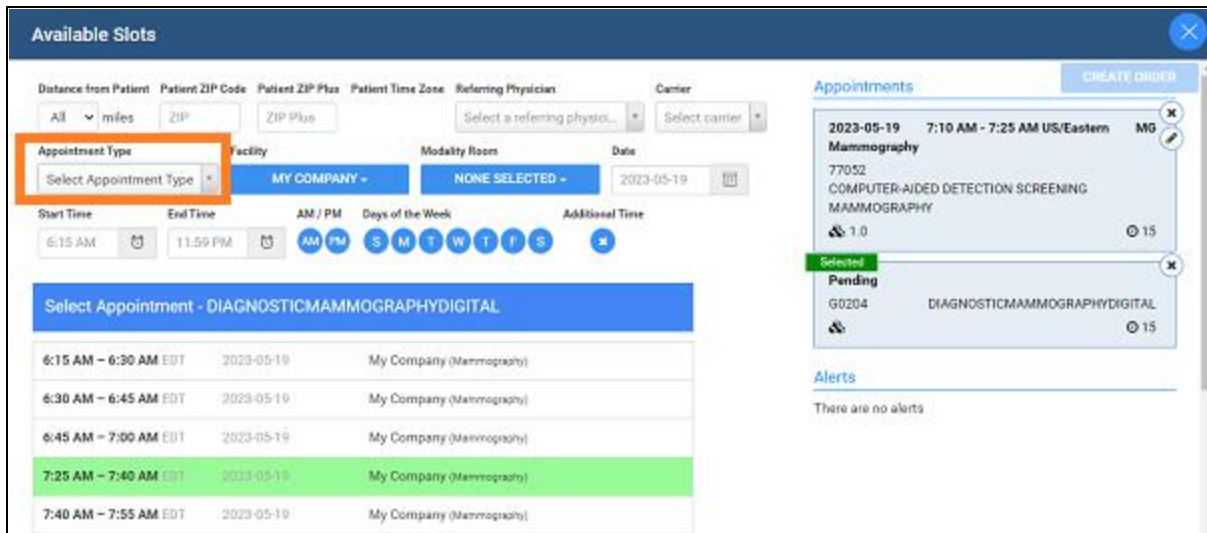 Available Slots
Distance from Patient Patient ZIP Code Patient ZIP Plus Patient Time Zone Referring Physician Carrier
All miles ZIP ZIP Plus Select a referring physici... Select carrier
Appointment Type Facility Modality Room Date
Select Appointment Type MY COMPANY NONE SELECTED 2023-05-19
Start Time End Time AM / PM Days of the Week Additional Time
6:15 AM 11:59 PM AM PM S M T W T F S
Select Appointment - DIAGNOSTICMAMMOGRAPHYDIGITAL
6:15 AM – 6:30 AM EDT 2023-05-19 My Company (Mammography)
6:30 AM – 6:45 AM EDT 2023-05-19 My Company (Mammography)
6:45 AM – 7:00 AM EDT 2023-05-19 My Company (Mammography)
7:25 AM – 7:40 AM EDT 2023-05-19 My Company (Mammography)
7:40 AM – 7:55 AM EDT 2023-05-19 My Company (Mammography)
CREATE ORDER
Appointments
2023-05-19 7:10 AM - 7:25 AM US/Eastern MG
Mammography
77052
COMPUTER-AIDED DETECTION SCREENING
MAMMOGRAPHY
1.0 15
Selected
Pending
G0204 DIAGNOSTICMAMMOGRAPHYDIGITAL
15
Alerts
There are no alerts